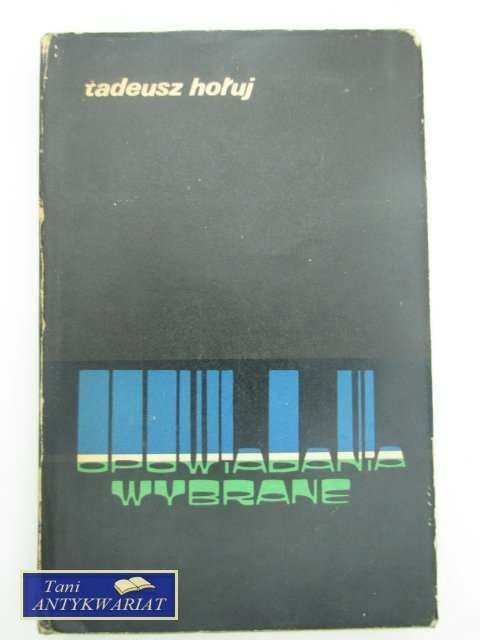 tadeusz hołuj
OPOWIADANIA
WYBRANE
Tani
ANTYKWARIAT